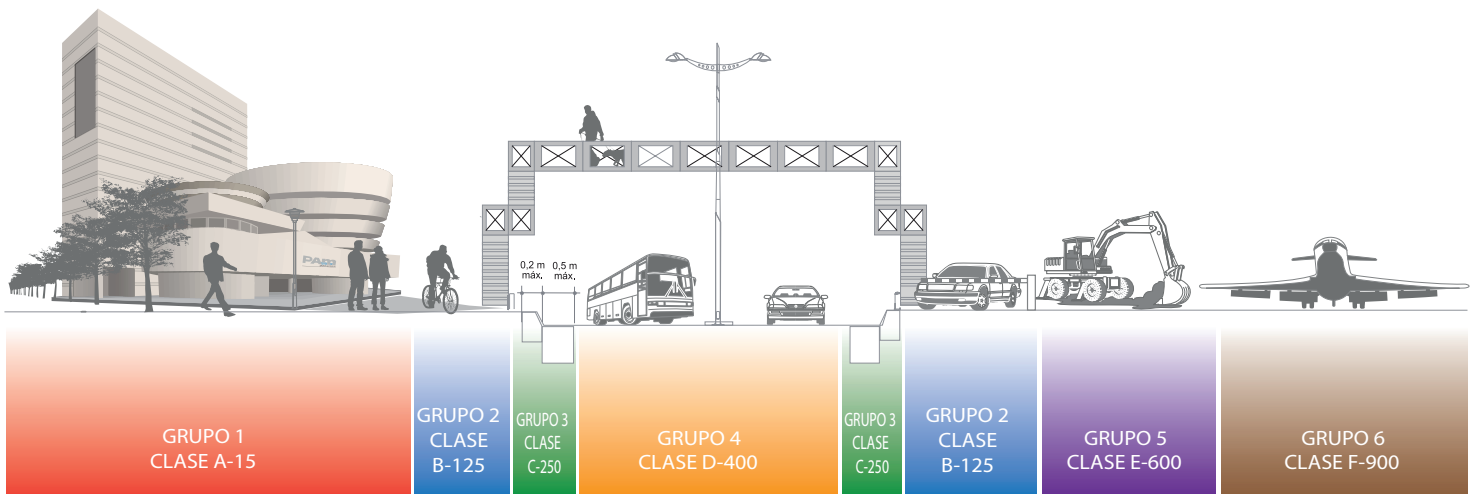 PAM
0,2 m
máx.
0,5 m
máx.
GRUPO 1
CLASE A-15
GRUPO 2
CLASE
B-125
GRUPO 3
CLASE
C-250
GRUPO 4
CLASE D-400
GRUPO 3
CLASE
C-250
GRUPO 2
CLASE
B-125
GRUPO 5
CLASE E-600
GRUPO 6
CLASE F-900